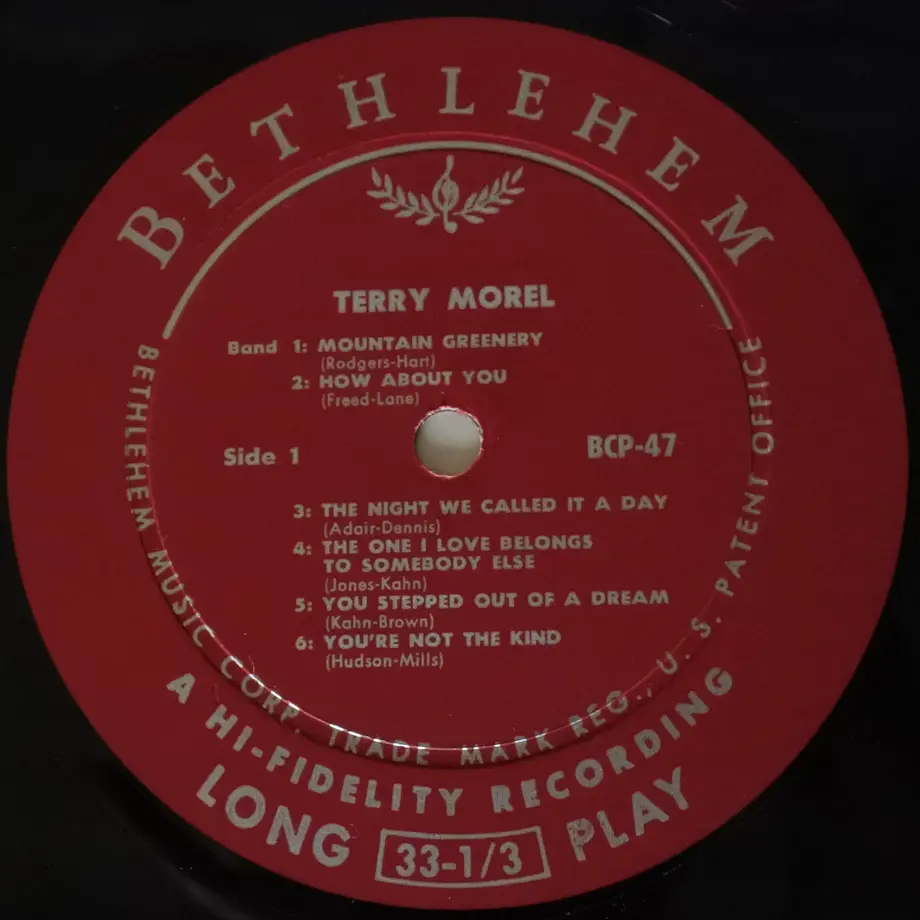 BETHLEHEM
TERRY MOREL
Band 1: MOUNTAIN GREENERY
(Rodgers-Hart)
2: HOW ABOUT YOU
(Freed-Lane)
Side 1
BCP-47
3: THE NIGHT WE CALLED IT A DAY
(Adair-Dennis)
4: THE ONE I LOVE BELONGS
TO SOMEBODY ELSE
(Jones-Kahn)
5: YOU STEPPED OUT OF A DREAM
(Kahn-Brown)
6: YOU'RE NOT THE KIND
(Hudson-Mills)
BETHLEHEM MUSIC CORP. TRADE MARK REG., U. S. PATENT OFFICE
A HI-FIDELITY RECORDING
LONG 33-1/3 PLAY